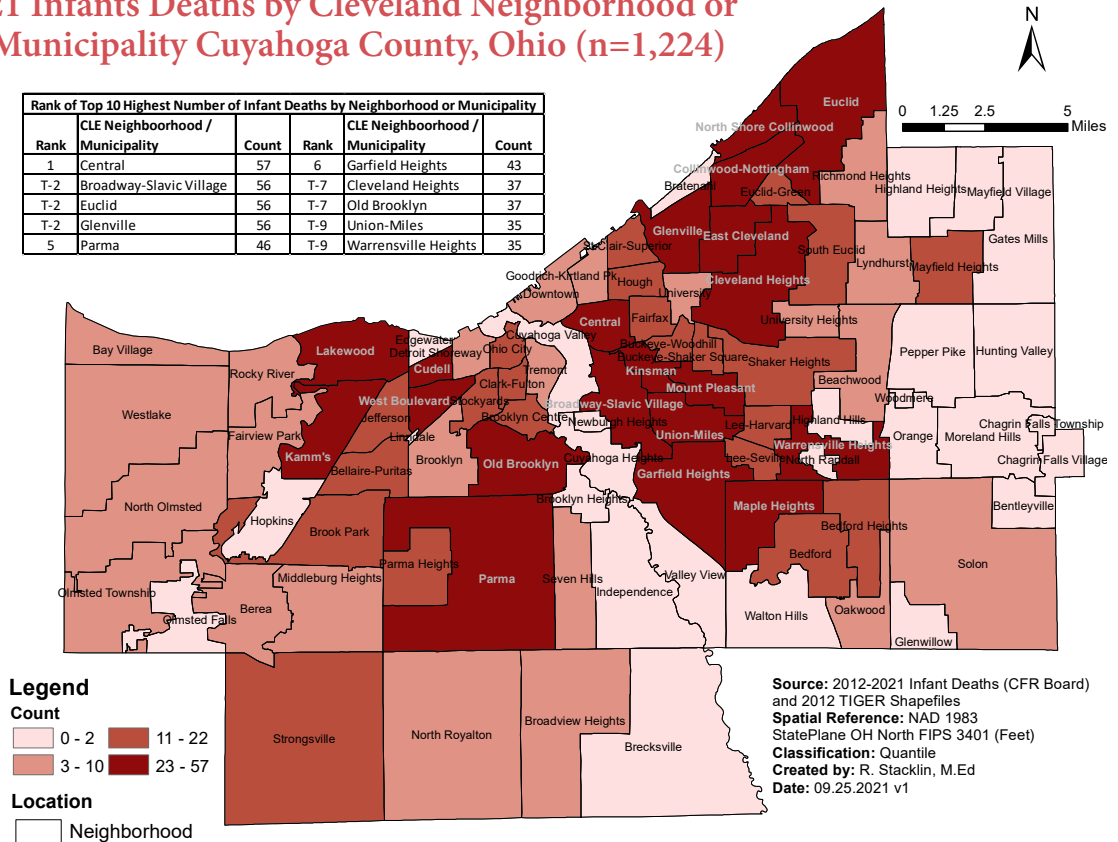 21 Infants Deaths by Cleveland Neighborhood or
Municipality Cuyahoga County, Ohio (n=1,224)
Rank of Top 10 Highest Number of Infant Deaths by Neighborhood or Municipality
Rank CLE Neighboorhood / Municipality Count Rank CLE Neighboorhood / Municipality Count
1 Central 57 6 Garfield Heights 43
T-2 Broadway-Slavic Village 56 T-7 Cleveland Heights 37
T-2 Euclid 56 T-7 Old Brooklyn 37
T-2 Glenville 56 T-9 Union-Miles 35
5 Parma 46 T-9 Warrensville Heights 35
N
0 1.25 2.5 5
Miles
Euclid
North Shore Collinwood
Collinwood-Nottingham
Bratenahl
Euclid-Green
Richmond Heights
Highland Heights
Mayfield Village
Gates Mills
Glenville
East Cleveland
St.Clair-Superior
South Euclid
Lyndhurst
Mayfield Heights
Goodrich-Kirtland Pk
Hough
University
Cleveland Heights
Downtown
Central
Fairfax
University Heights
Bay Village
Lakewood
Edgewater
Detroit Shoreway
Ohio City
Cuyahoga Valley
Buckeye-Woodhill
Buckeye-Shaker Square
Shaker Heights
Pepper Pike
Hunting Valley
Rocky River
Cudell
Tremont
Kinsman
Beachwood
Clark-Fulton
Mount Pleasant
Woodmere
Westlake
West Boulevard
Stockyards
Broadway-Slavic Village
Jefferson
Brooklyn Centre
Newburgh Heights
Lee-Harvard
Highland Hills
Chagrin Falls Township
Fairview Park
Linndale
Union-Miles
Warrensville Heights
Orange
Moreland Hills
Kamm's
Bellaire-Puritas
Brooklyn
Old Brooklyn
Cuyahoga Heights
Garfield Heights
Lee-Seville
North Randall
Chagrin Falls Village
North Olmsted
Hopkins
Brooklyn Heights
Maple Heights
Bentleyville
Brook Park
Bedford Heights
Parma Heights
Bedford
Solon
Olmsted Township
Middleburg Heights
Parma
Seven Hills
Independence
Valley View
Olmsted Falls
Berea
Walton Hills
Oakwood
Glenwillow
Strongsville
North Royalton
Broadview Heights
Brecksville
Legend
Count
0 - 2 11 - 22
3 - 10 23 - 57
Location
Neighborhood
Source: 2012-2021 Infant Deaths (CFR Board)
and 2012 TIGER Shapefiles
Spatial Reference: NAD 1983
StatePlane OH North FIPS 3401 (Feet)
Classification: Quantile
Created by: R. Stacklin, M.Ed
Date: 09.25.2021 v1